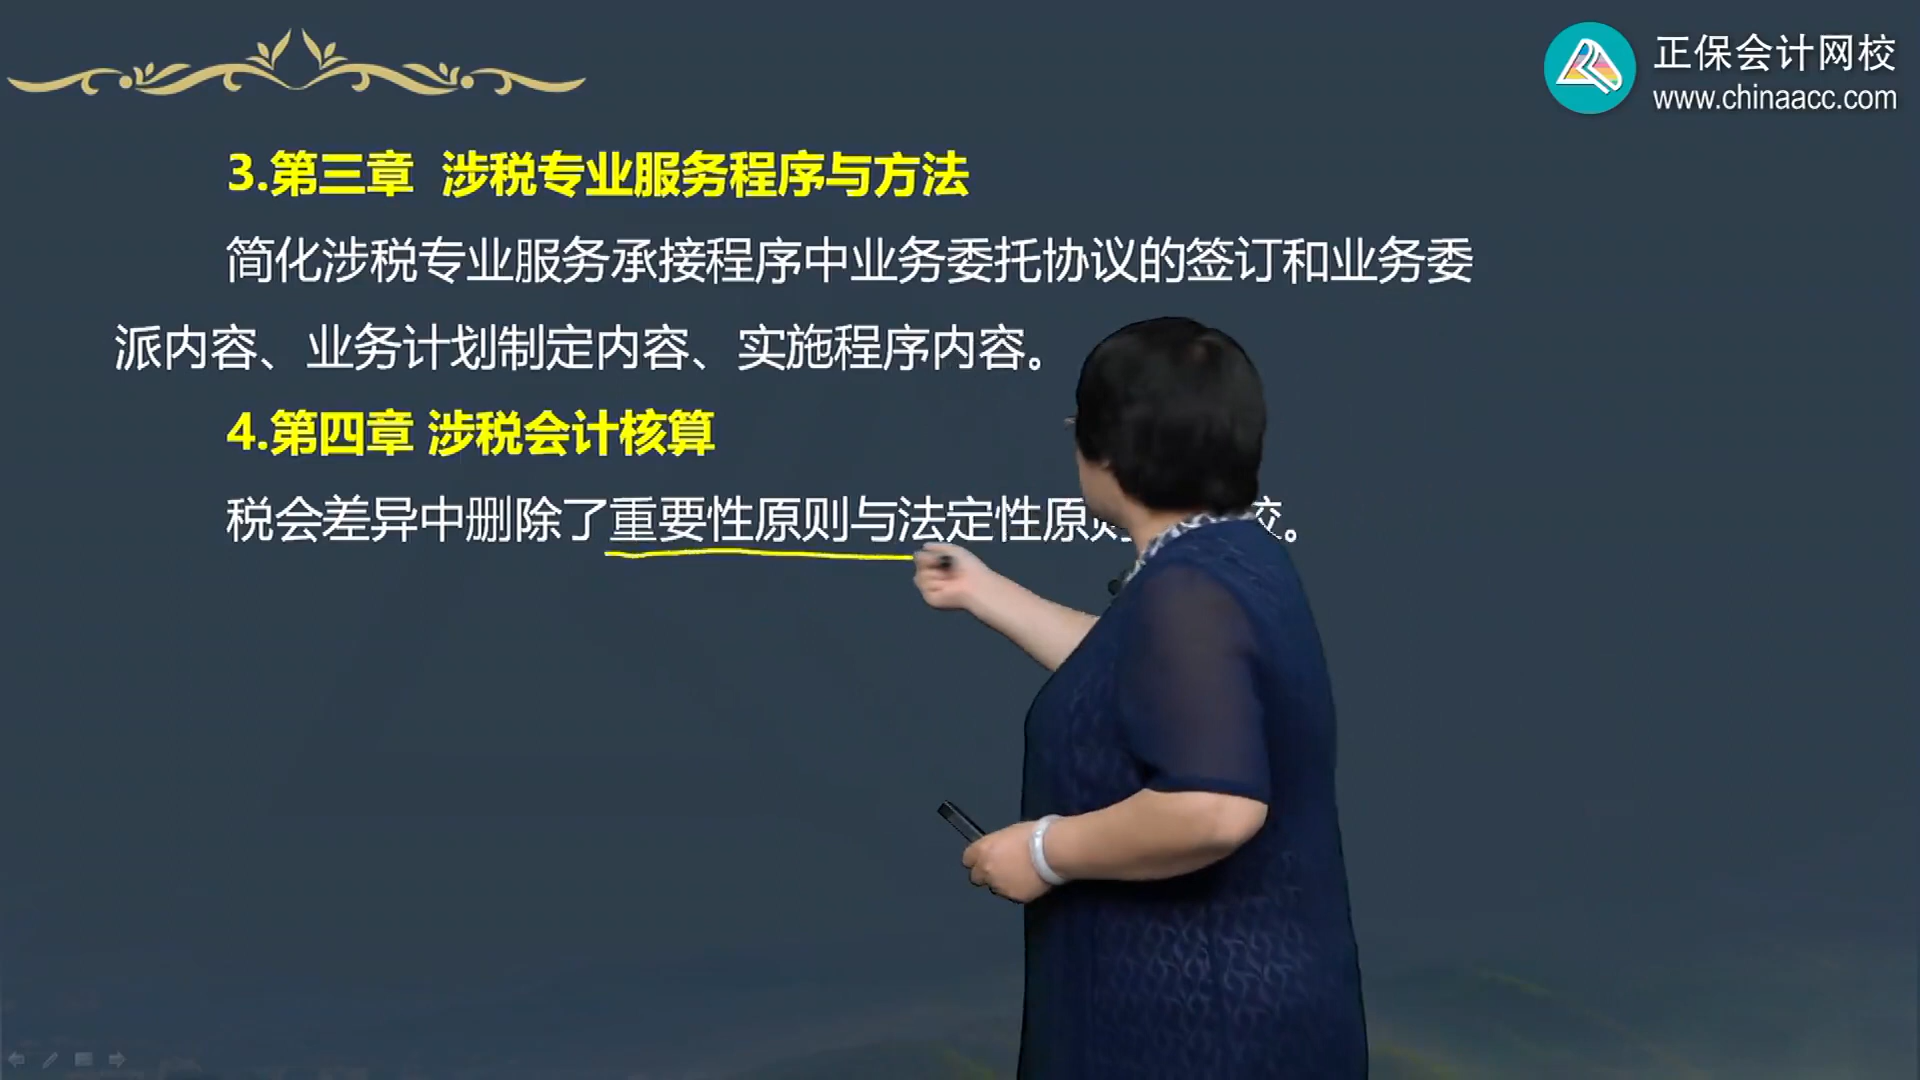 正保会计网校
www.chinaacc.com
3.第三章 涉税专业服务程序与方法
简化涉税专业服务承接程序中业务委托协议的签订和业务委
派内容、业务计划制定内容、实施程序内容。
4.第四章 涉税会计核算
税会差异中删除了重要性原则与法定性原则 。